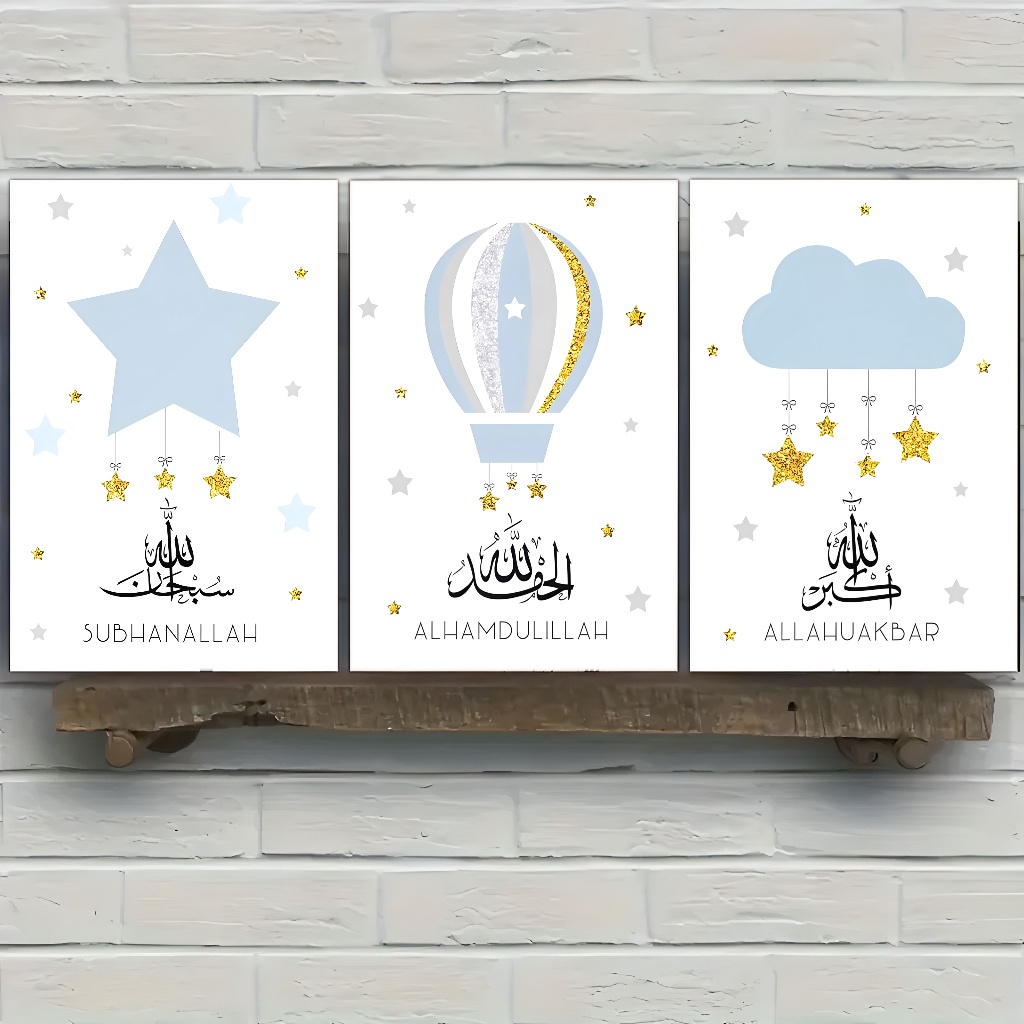 سبحان الله
SUBHANALLAH
الحمد لله
ALHAMDULILLAH
الله أكبر
ALLAHUAKBAR